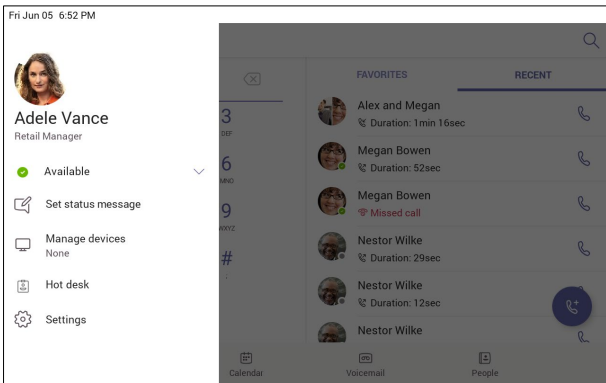 Fri Jun 05 6:52 PM
Adele Vance
Retail Manager
Available
Set status message
Manage devices
None
Hot desk
Settings
3
DEF
6
MNO
9
WXYZ
#
;
FAVORITES
RECENT
Alex and Megan
Duration: 1min 16sec
Megan Bowen
Duration: 52sec
Megan Bowen
Missed call
Nestor Wilke
Duration: 29sec
Nestor Wilke
Duration: 12sec
Nestor Wilke
Calendar
Voicemail
People